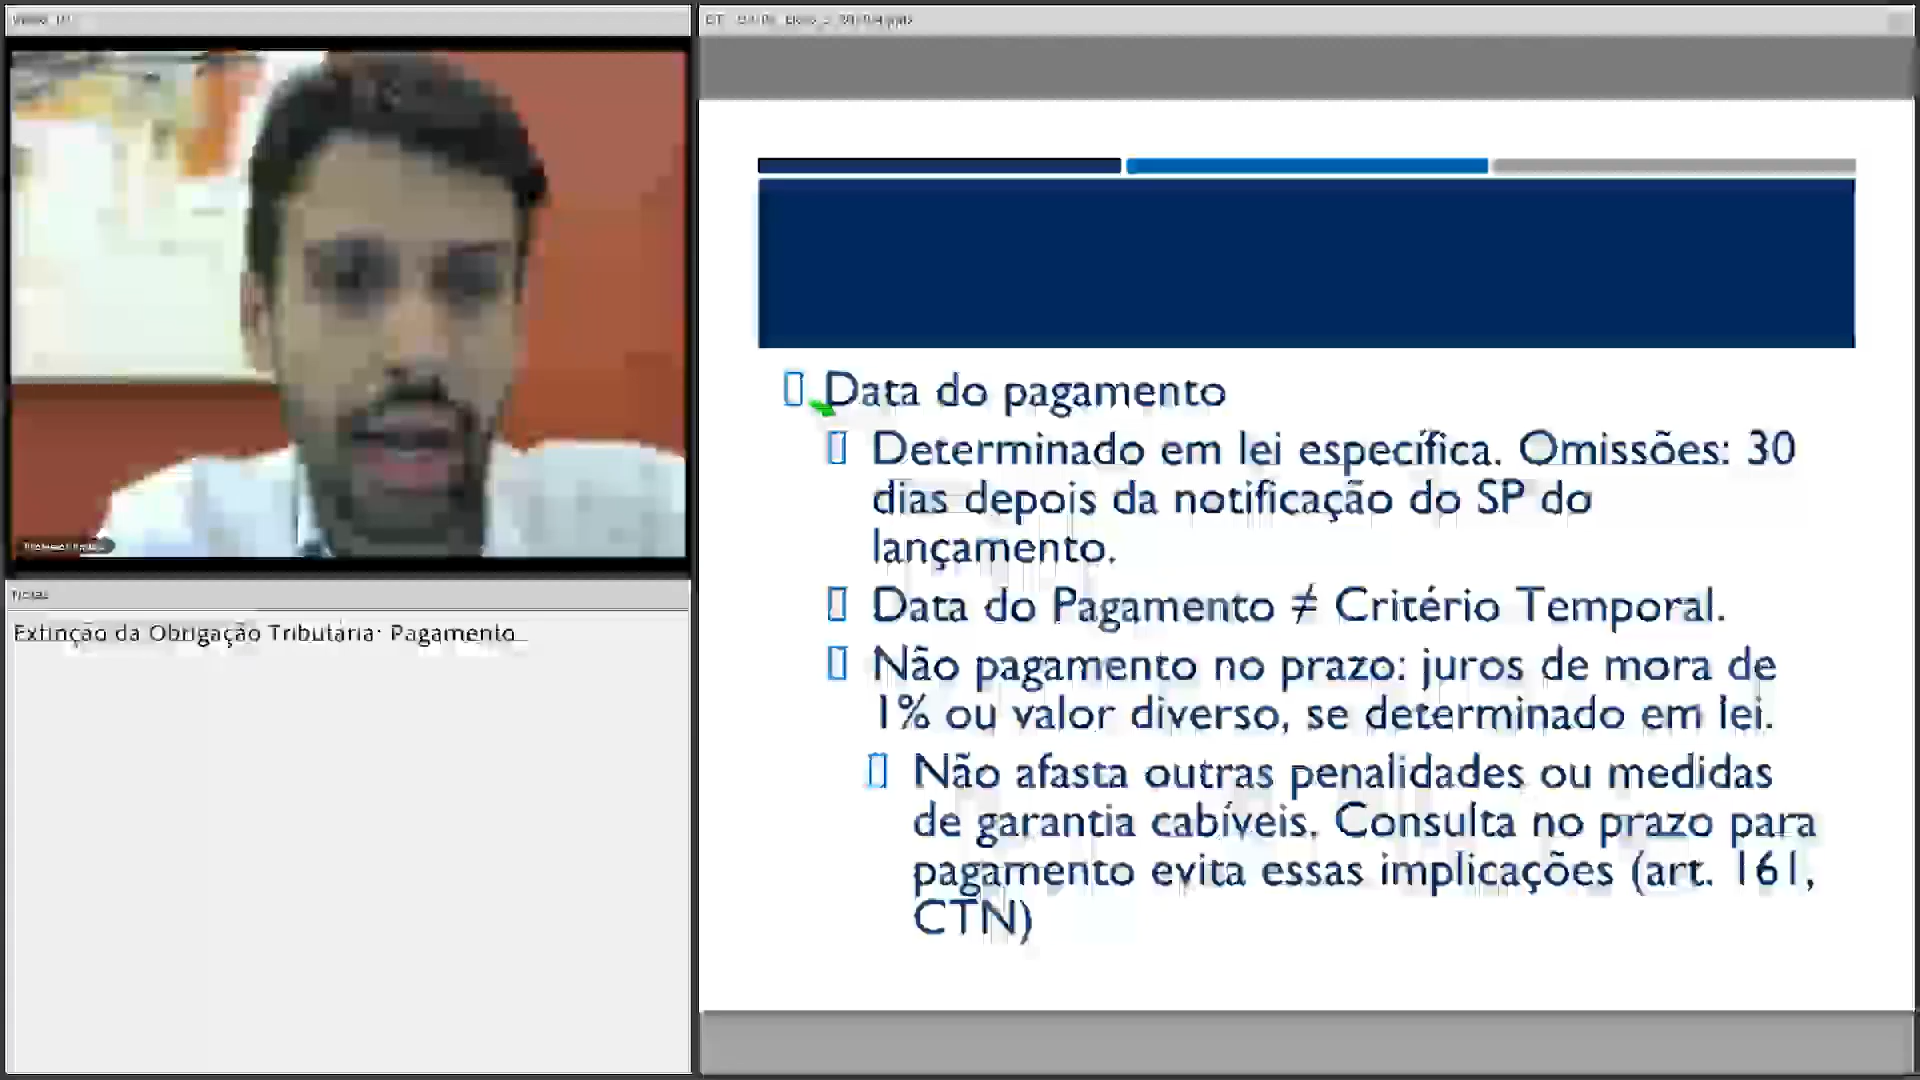 Extinção da Obrigação Tributária: Pagamento
Data do pagamento
Determinado em lei específica. Omissões: 30
dias depois da notificação do SP do
lançamento.
Data do Pagamento ≠ Critério Temporal.
Não pagamento no prazo: juros de mora de
1% ou valor diverso, se determinado em lei.
Não afasta outras penalidades ou medidas
de garantia cabíveis. Consulta no prazo para
pagamento evita essas implicações (art. 161,
CTN)